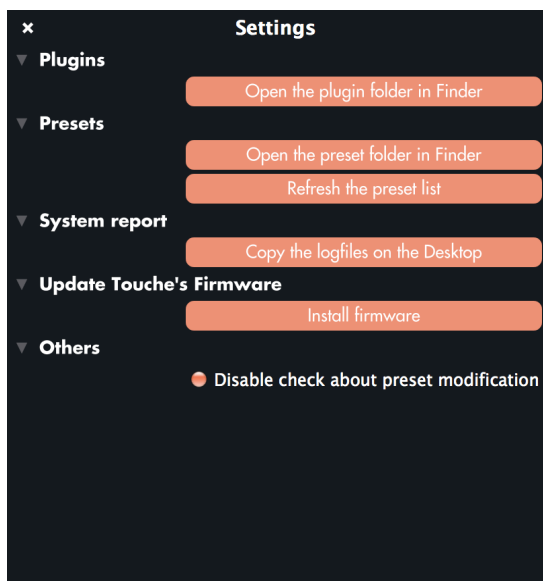 Settings
Plugins
Open the plugin folder in Finder
Presets
Open the preset folder in Finder
Refresh the preset list
System report
Copy the logfiles on the Desktop
Update Touche's Firmware
Install firmware
Others
Disable check about preset modification